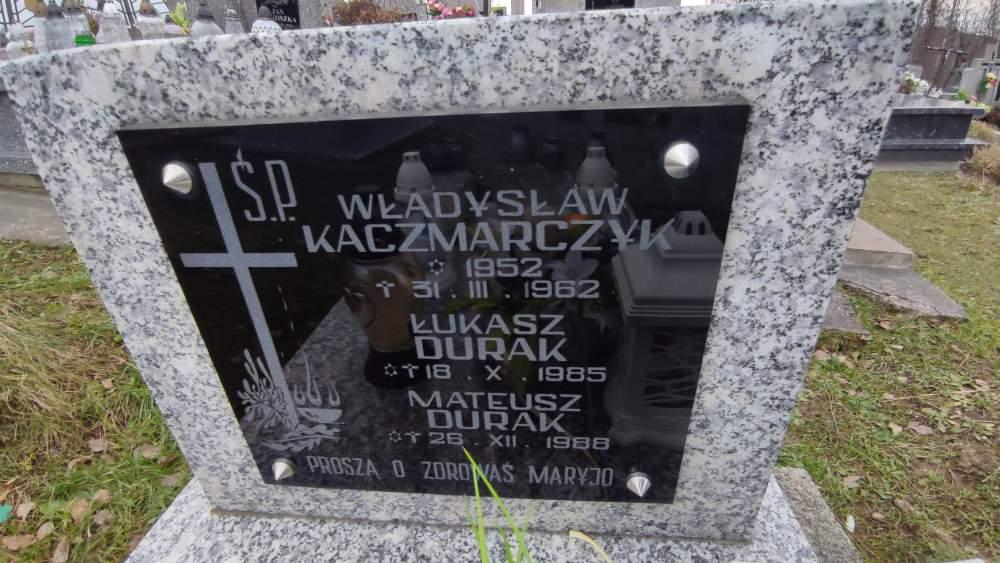 Ś.P.
WŁADYSŁAW
KACZMARCZYK
☼ 1952
† 31 . III . 1962
ŁUKASZ
DURAK
☼† 18 . X . 1985
MATEUSZ
DURAK
☼† 26 . XII . 1988
PROSZĄ O ZDROWAŚ MARYJO